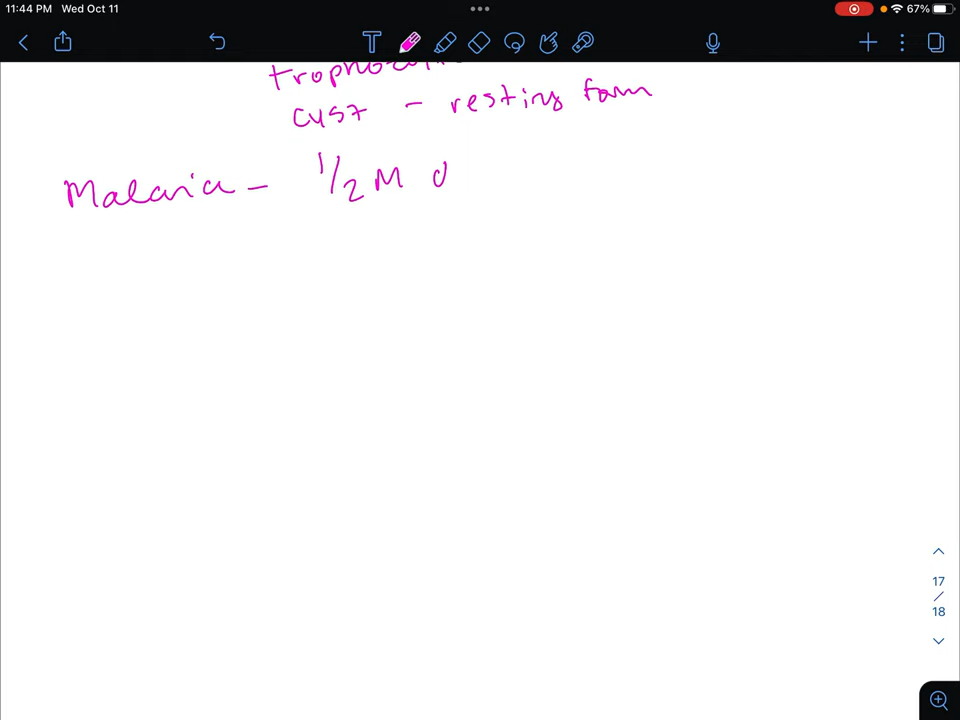 11:44 PM Wed Oct 11
67%
T
cyst - resting form
Malaria - 1/2 M d
17
/
18